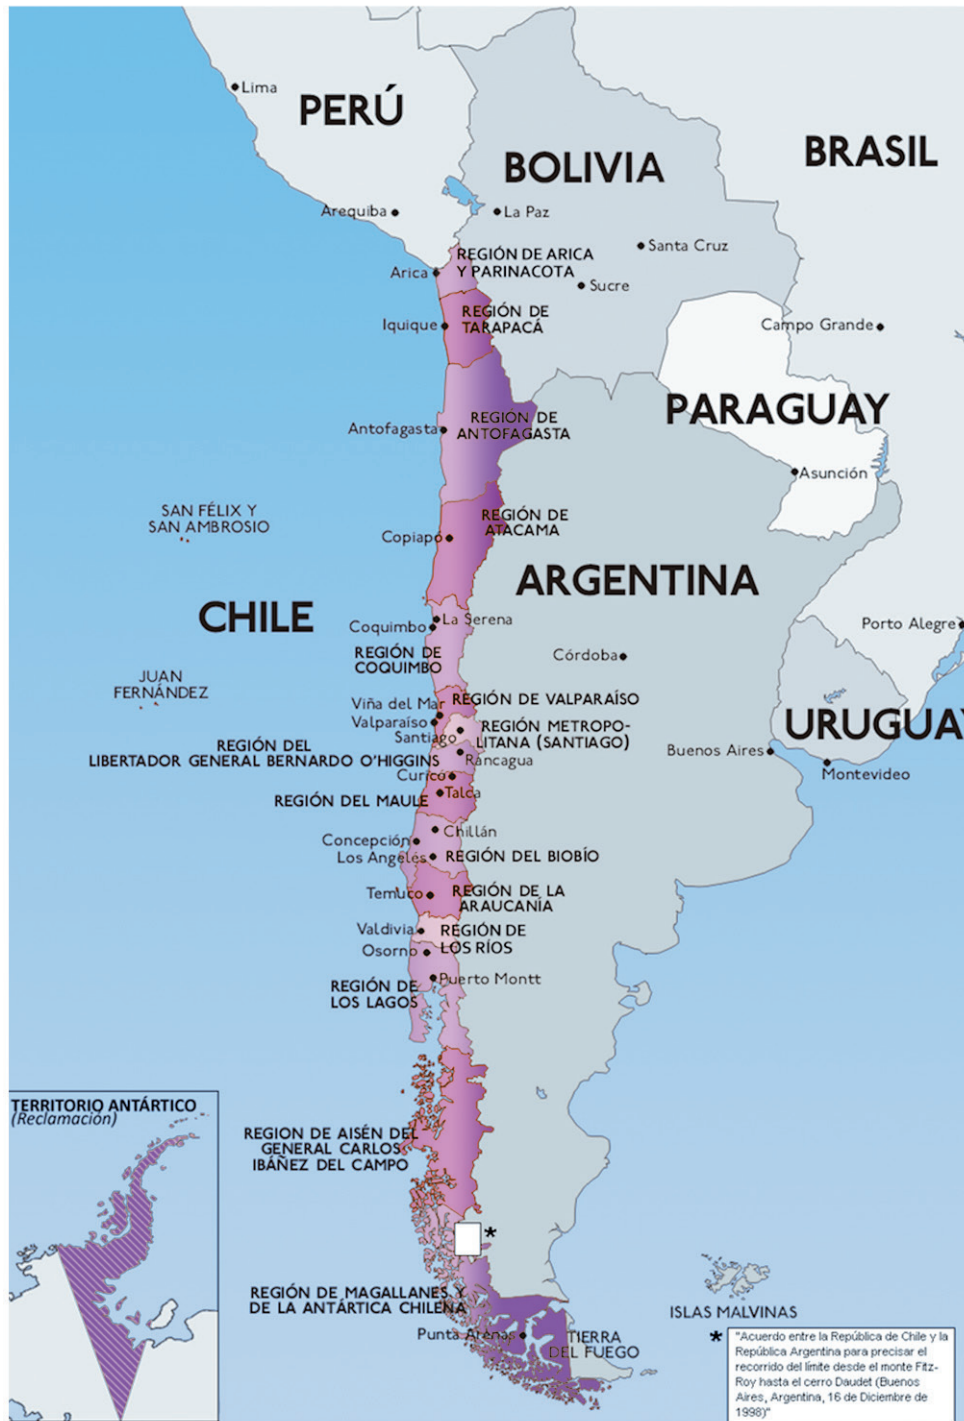 Lima
PERÚ
BRASIL
BOLIVIA
Arequiba
La Paz
Santa Cruz
REGIÓN DE ARICA
Y PARINACOTA
Arica
Sucre
REGIÓN DE
TARAPACÁ
Iquique
Campo Grande
PARAGUAY
REGIÓN DE
ANTOFAGASTA
Antofagasta
Asunción
SAN FÉLIX Y
SAN AMBROSIO
REGIÓN DE
ATACAMA
Copiapó
ARGENTINA
CHILE
La Serena
Coquimbo
Porto Alegre
REGIÓN DE
COQUIMBO
Córdoba
JUAN
FERNÁNDEZ
REGIÓN DE VALPARAÍSO
Viña del Mar
Valparaíso
URUGUAY
REGIÓN METROPO-
LITANA (SANTIAGO)
Santiago
REGIÓN DEL
LIBERTADOR GENERAL BERNARDO O'HIGGINS
Rancagua
Buenos Aires
Montevideo
Curicó
Talca
REGIÓN DEL MAULE
Chillán
Concepción
Los Angeles
REGIÓN DEL BIOBÍO
Temuco
REGIÓN DE LA
ARAUCANÍA
Valdivia
REGIÓN DE
LOS RÍOS
Osorno
Puerto Montt
REGIÓN DE
LOS LAGOS
TERRITORIO ANTÁRTICO
(Reclamación)
REGION DE AISÉN DEL
GENERAL CARLOS
IBÁÑEZ DEL CAMPO
*
REGIÓN DE MAGALLANES Y
DE LA ANTÁRTICA CHILENA
ISLAS MALVINAS
Punta Arenas
TIERRA
DEL FUEGO
* "Acuerdo entre la República de Chile y la
República Argentina para precisar el
recorrido del límite desde el monte Fitz-
Roy hasta el cerro Daudet (Buenos
Aires, Argentina, 16 de Diciembre de
1998)"